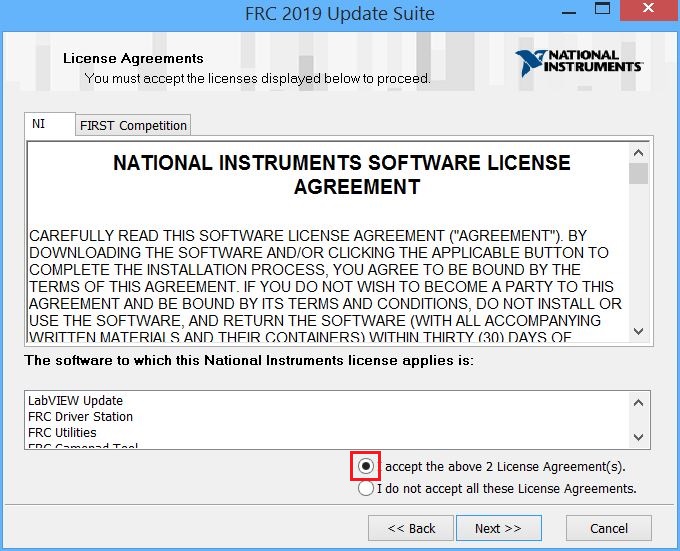 FRC 2019 Update Suite
License Agreements
You must accept the licenses displayed below to proceed.
NATIONAL
INSTRUMENTS
NI
FIRST Competition
NATIONAL INSTRUMENTS SOFTWARE LICENSE
AGREEMENT
CAREFULLY READ THIS SOFTWARE LICENSE AGREEMENT ("AGREEMENT"). BY
DOWNLOADING THE SOFTWARE AND/OR CLICKING THE APPLICABLE BUTTON TO
COMPLETE THE INSTALLATION PROCESS, YOU AGREE TO BE BOUND BY THE
TERMS OF THIS AGREEMENT. IF YOU DO NOT WISH TO BECOME A PARTY TO THIS
AGREEMENT AND BE BOUND BY ITS TERMS AND CONDITIONS, DO NOT INSTALL OR
USE THE SOFTWARE, AND RETURN THE SOFTWARE (WITH ALL ACCOMPANYING
WRITTEN MATERIALS AND THEIR CONTAINERS) WITHIN THIRTY (30) DAYS OF
The software to which this National Instruments license applies is:
LabVIEW Update
FRC Driver Station
FRC Utilities
FRC Gamepad Tool
I accept the above 2 License Agreement(s).
I do not accept all these License Agreements.
<< Back
Next >>
Cancel